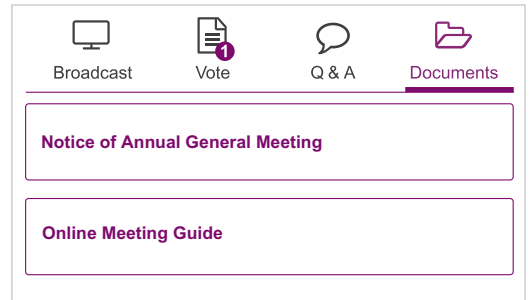 1
Broadcast Vote Q & A Documents
Notice of Annual General Meeting
Online Meeting Guide